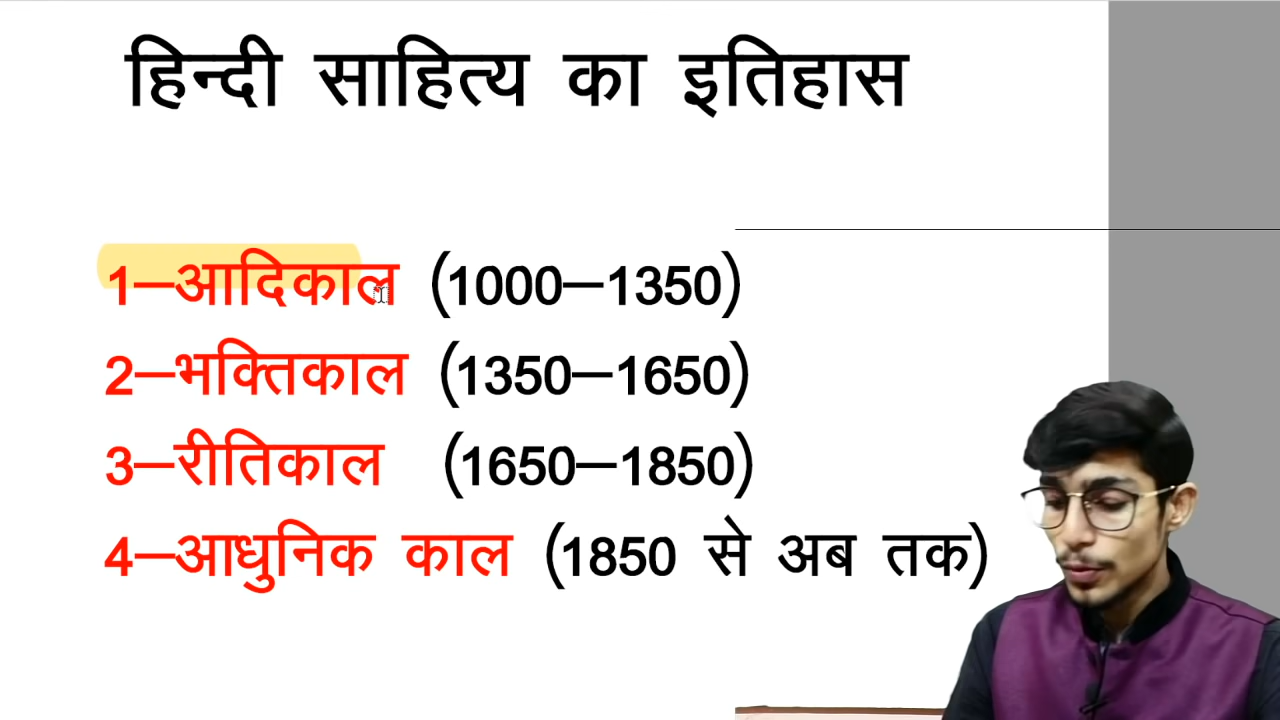 हिन्दी साहित्य का इतिहास
1–आदिकाल (1000–1350)
2–भक्तिकाल (1350–1650)
3–रीतिकाल (1650–1850)
4–आधुनिक काल (1850 से अब तक)